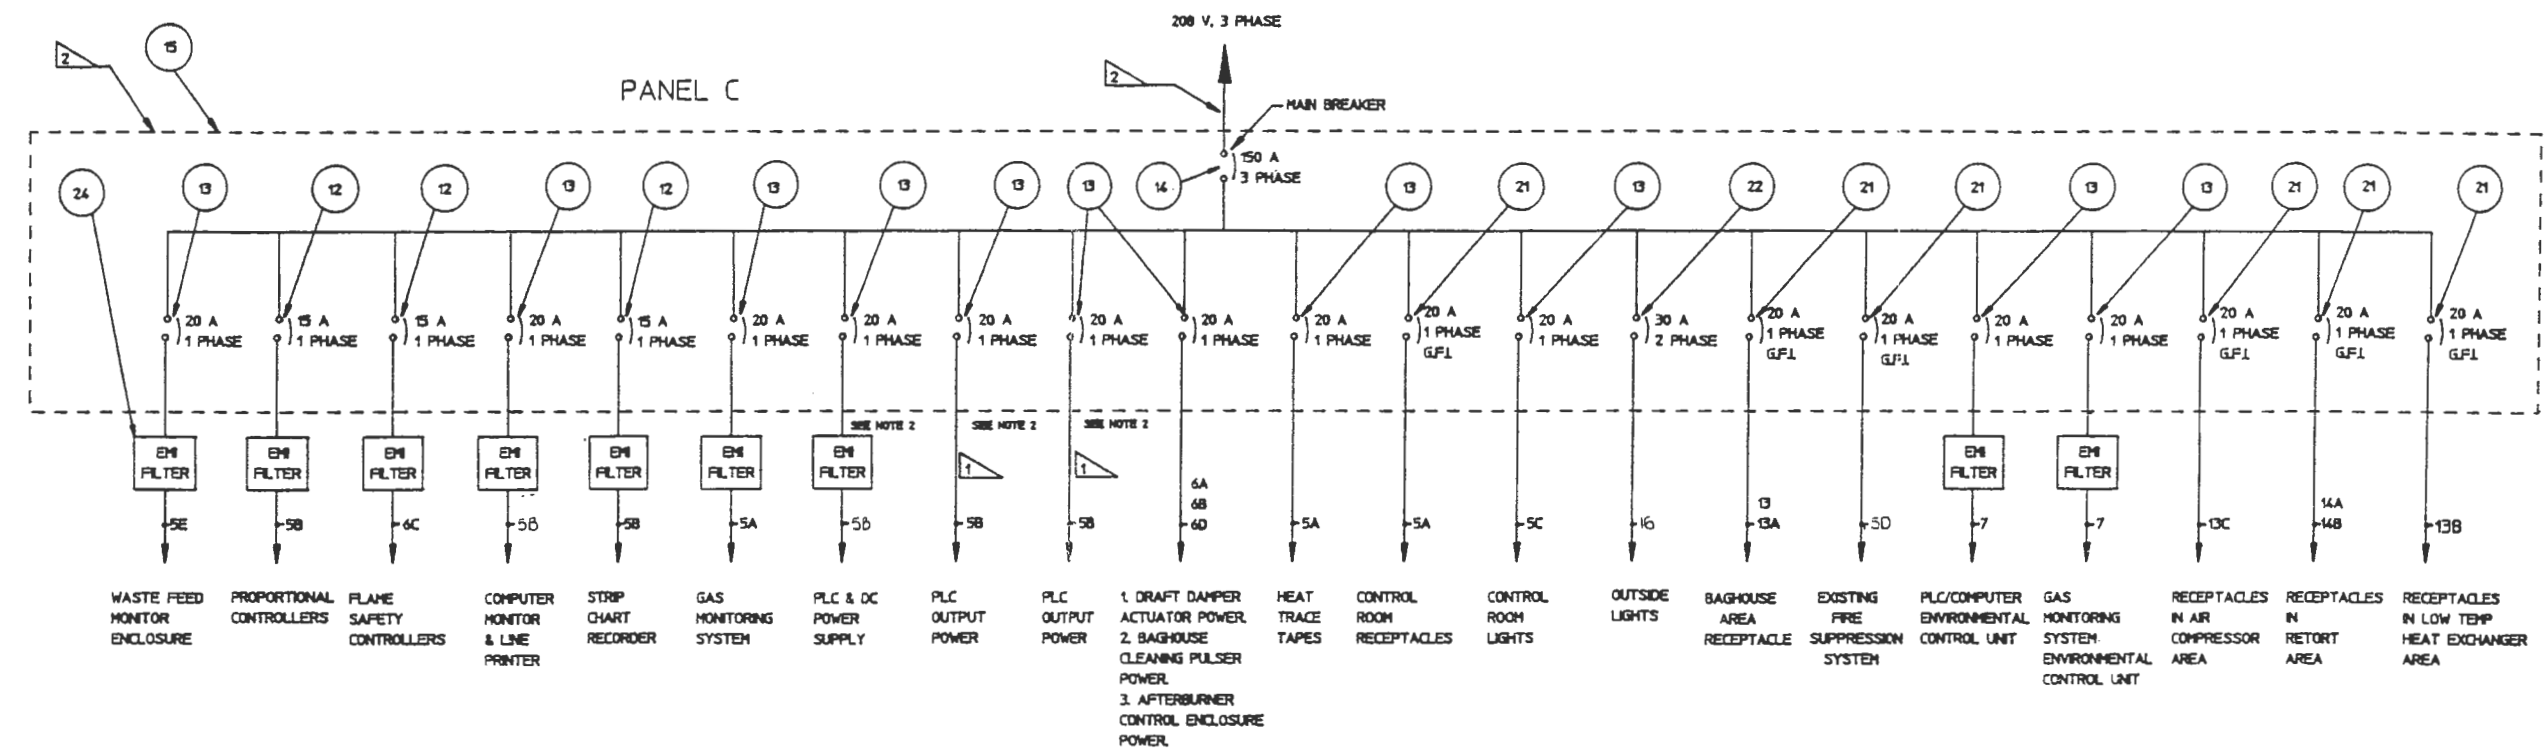 208 V, 3 PHASE
2
15
PANEL C
2
MAIN BREAKER
150 A
3 PHASE
24
13
12
12
13
12
13
13
13
13
14
13
21
13
22
21
21
13
13
21
21
21
20 A
1 PHASE
15 A
1 PHASE
15 A
1 PHASE
20 A
1 PHASE
15 A
1 PHASE
20 A
1 PHASE
20 A
1 PHASE
20 A
1 PHASE
20 A
1 PHASE
20 A
1 PHASE
20 A
1 PHASE
20 A
1 PHASE
G.F.I.
20 A
1 PHASE
30 A
2 PHASE
20 A
1 PHASE
G.F.I.
20 A
1 PHASE
G.F.I.
20 A
1 PHASE
20 A
1 PHASE
20 A
1 PHASE
G.F.I.
20 A
1 PHASE
G.F.I.
20 A
1 PHASE
G.F.I.
SEE NOTE 2
SEE NOTE 2
SEE NOTE 2
EMI
FILTER
EMI
FILTER
EMI
FILTER
EMI
FILTER
EMI
FILTER
EMI
FILTER
EMI
FILTER
1
1
EMI
FILTER
EMI
FILTER
5E
5B
6C
5B
5B
5A
5B
5B
5B
6A
6B
6D
5A
5A
5C
16
13
13A
5D
7
7
13C
14A
14B
13B
WASTE FEED
MONITOR
ENCLOSURE
PROPORTIONAL
CONTROLLERS
FLAME
SAFETY
CONTROLLERS
COMPUTER
MONITOR
& LINE
PRINTER
STRIP
CHART
RECORDER
GAS
MONITORING
SYSTEM
PLC & DC
POWER
SUPPLY
PLC
OUTPUT
POWER
PLC
OUTPUT
POWER
1. DRAFT DAMPER
ACTUATOR POWER.
2. BAGHOUSE
CLEANING PULSER
POWER.
3. AFTERBURNER
CONTROL ENCLOSURE
POWER.
HEAT
TRACE
TAPES
CONTROL
ROOM
RECEPTACLES
CONTROL
ROOM
LIGHTS
OUTSIDE
LIGHTS
BAGHOUSE
AREA
RECEPTACLE
EXISTING
FIRE
SUPPRESSION
SYSTEM
PLC/COMPUTER
ENVIRONMENTAL
CONTROL UNIT
GAS
MONITORING
SYSTEM
ENVIRONMENTAL
CONTROL UNIT
RECEPTACLES
IN AIR
COMPRESSOR
AREA
RECEPTACLES
IN
RETORT
AREA
RECEPTACLES
IN LOW TEMP
HEAT EXCHANGER
AREA